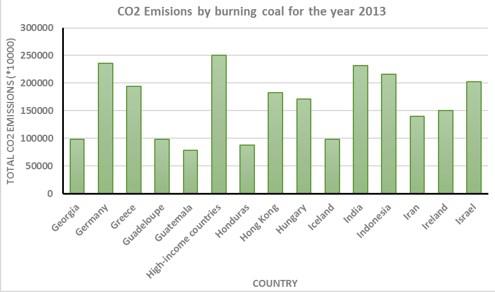 CO2 Emisions by burning coal for the year 2013
TOTAL CO2 EMISSIONS (*10000)
300000
250000
200000
150000
100000
50000
0
Georgia
Germany
Greece
Guadeloupe
Guatemala
High-income countries
Honduras
Hong Kong
Hungary
Iceland
India
Indonesia
Iran
Ireland
Israel
COUNTRY